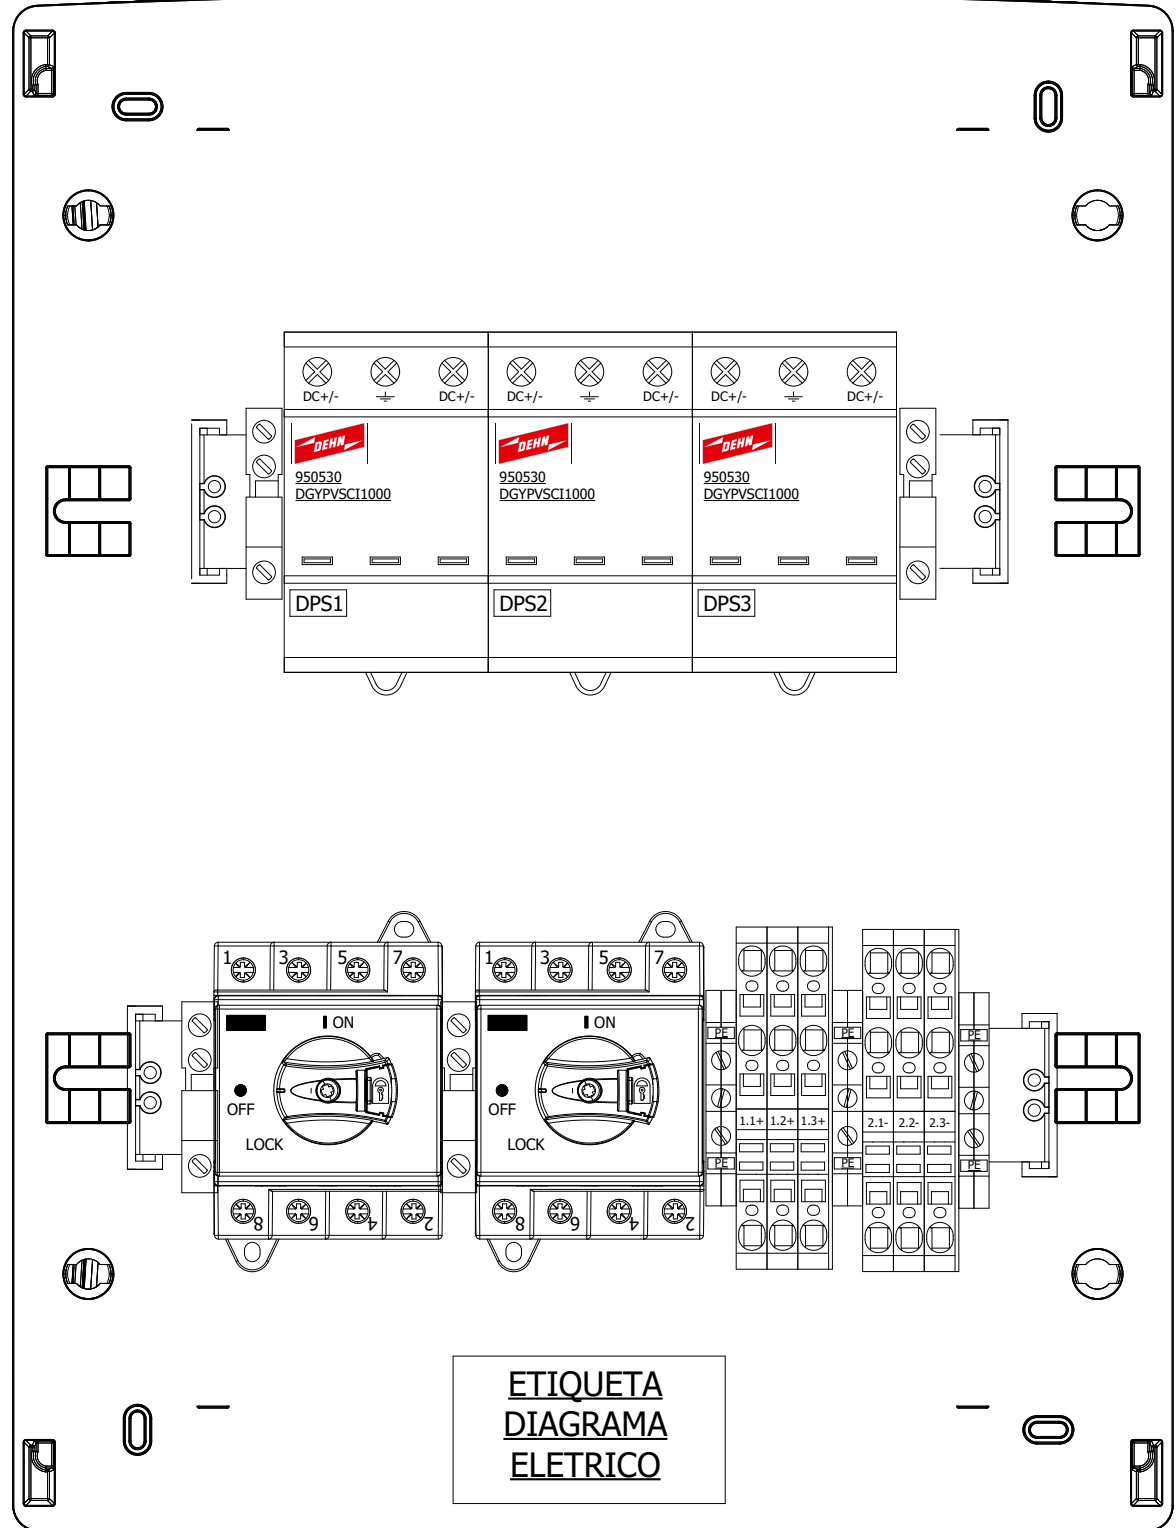 DC+/- DC+/- DC+/- DC+/- DC+/- DC+/-
DEHN DEHN DEHN
950530 950530 950530
DGYPVSCI1000 DGYPVSCI1000 DGYPVSCI1000
DPS1 DPS2 DPS3
1 3 5 7 1 3 5 7
I ON I ON
PE PE PE
OFF OFF
1.1+ 1.2+ 1.3+ 2.1- 2.2- 2.3-
LOCK LOCK
PE PE PE
8 6 4 2 8 6 4 2
ETIQUETA
DIAGRAMA
ELETRICO